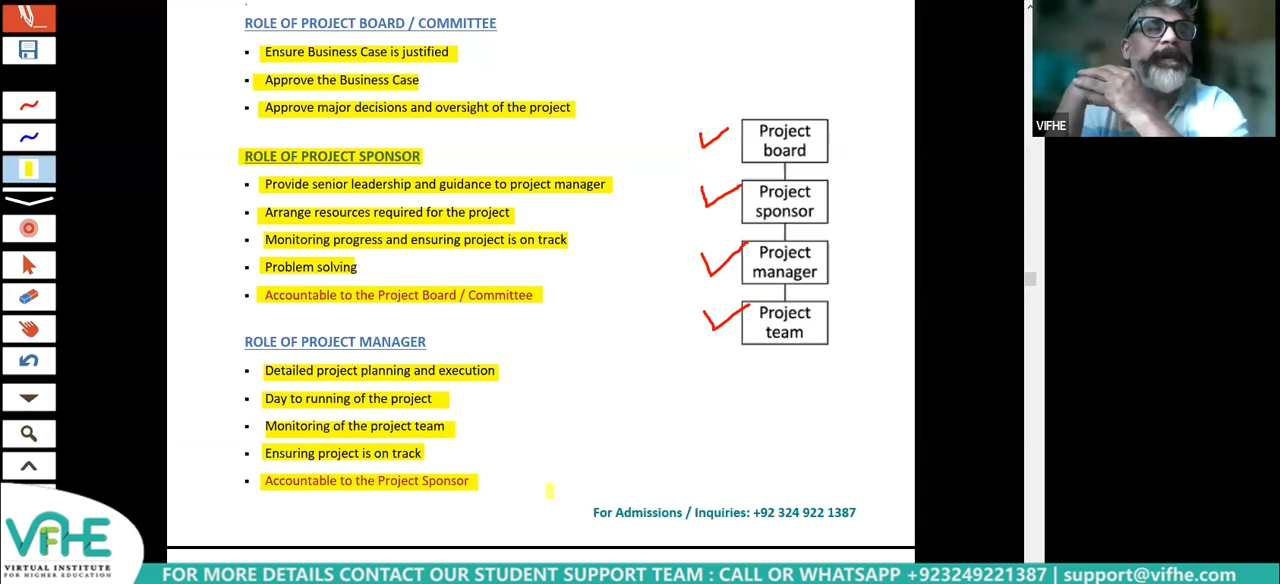 ROLE OF PROJECT BOARD / COMMITTEE
▪ Ensure Business Case is justified
▪ Approve the Business Case
▪ Approve major decisions and oversight of the project
ROLE OF PROJECT SPONSOR
▪ Provide senior leadership and guidance to project manager
▪ Arrange resources required for the project
▪ Monitoring progress and ensuring project is on track
▪ Problem solving
▪ Accountable to the Project Board / Committee
ROLE OF PROJECT MANAGER
▪ Detailed project planning and execution
▪ Day to running of the project
▪ Monitoring of the project team
▪ Ensuring project is on track
▪ Accountable to the Project Sponsor
Project
board
Project
sponsor
Project
manager
Project
team
For Admissions / Inquiries: +92 324 922 1387
VIFHE
VIFHE
VIRTUAL INSTITUTE
FOR HIGHER EDUCATION
FOR MORE DETAILS CONTACT OUR STUDENT SUPPORT TEAM : CALL OR WHATSAPP +923249221387 | support@vifhe.com